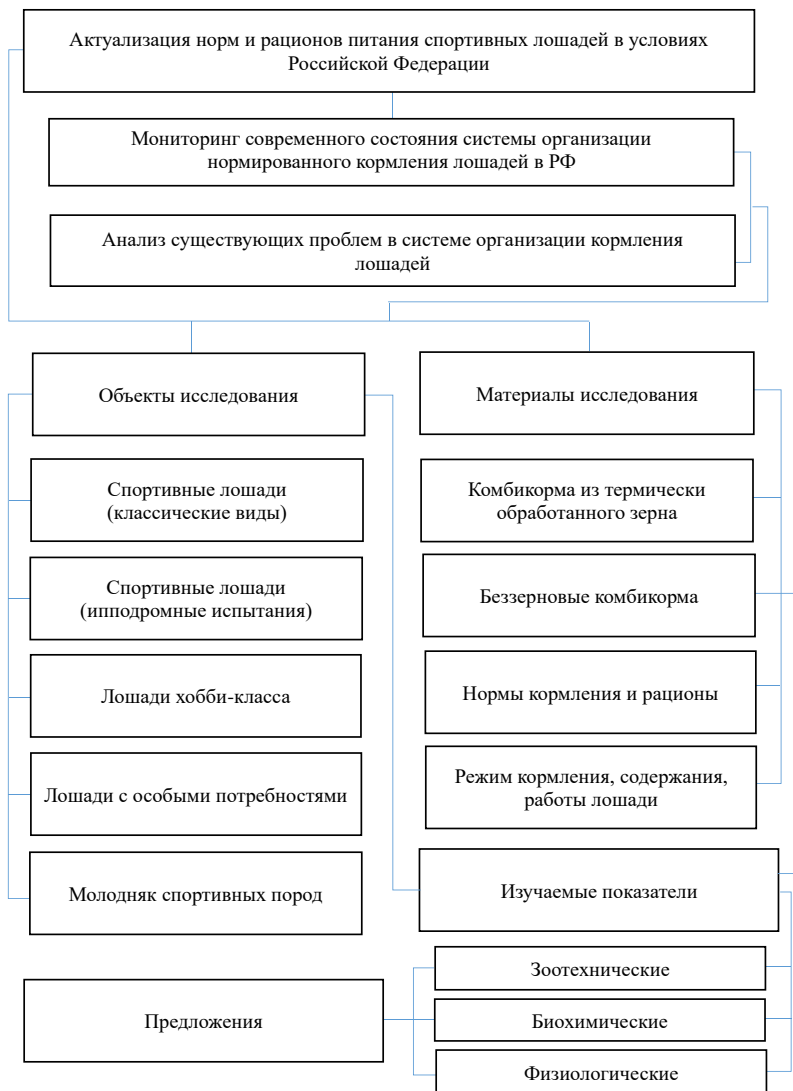 Актуализация норм и рационов питания спортивных лошадей в условиях
Российской Федерации
Мониторинг современного состояния системы организации
нормированного кормления лошадей в РФ
Анализ существующих проблем в системе организации кормления
лошадей
Объекты исследования
Спортивные лошади
(классические виды)
Спортивные лошади
(ипподромные испытания)
Лошади хобби-класса
Лошади с особыми потребностями
Молодняк спортивных пород
Материалы исследования
Комбикорма из термически
обработанного зерна
Беззерновые комбикорма
Нормы кормления и рационы
Режим кормления, содержания,
работы лошади
Изучаемые показатели
Зоотехнические
Биохимические
Физиологические
Предложения